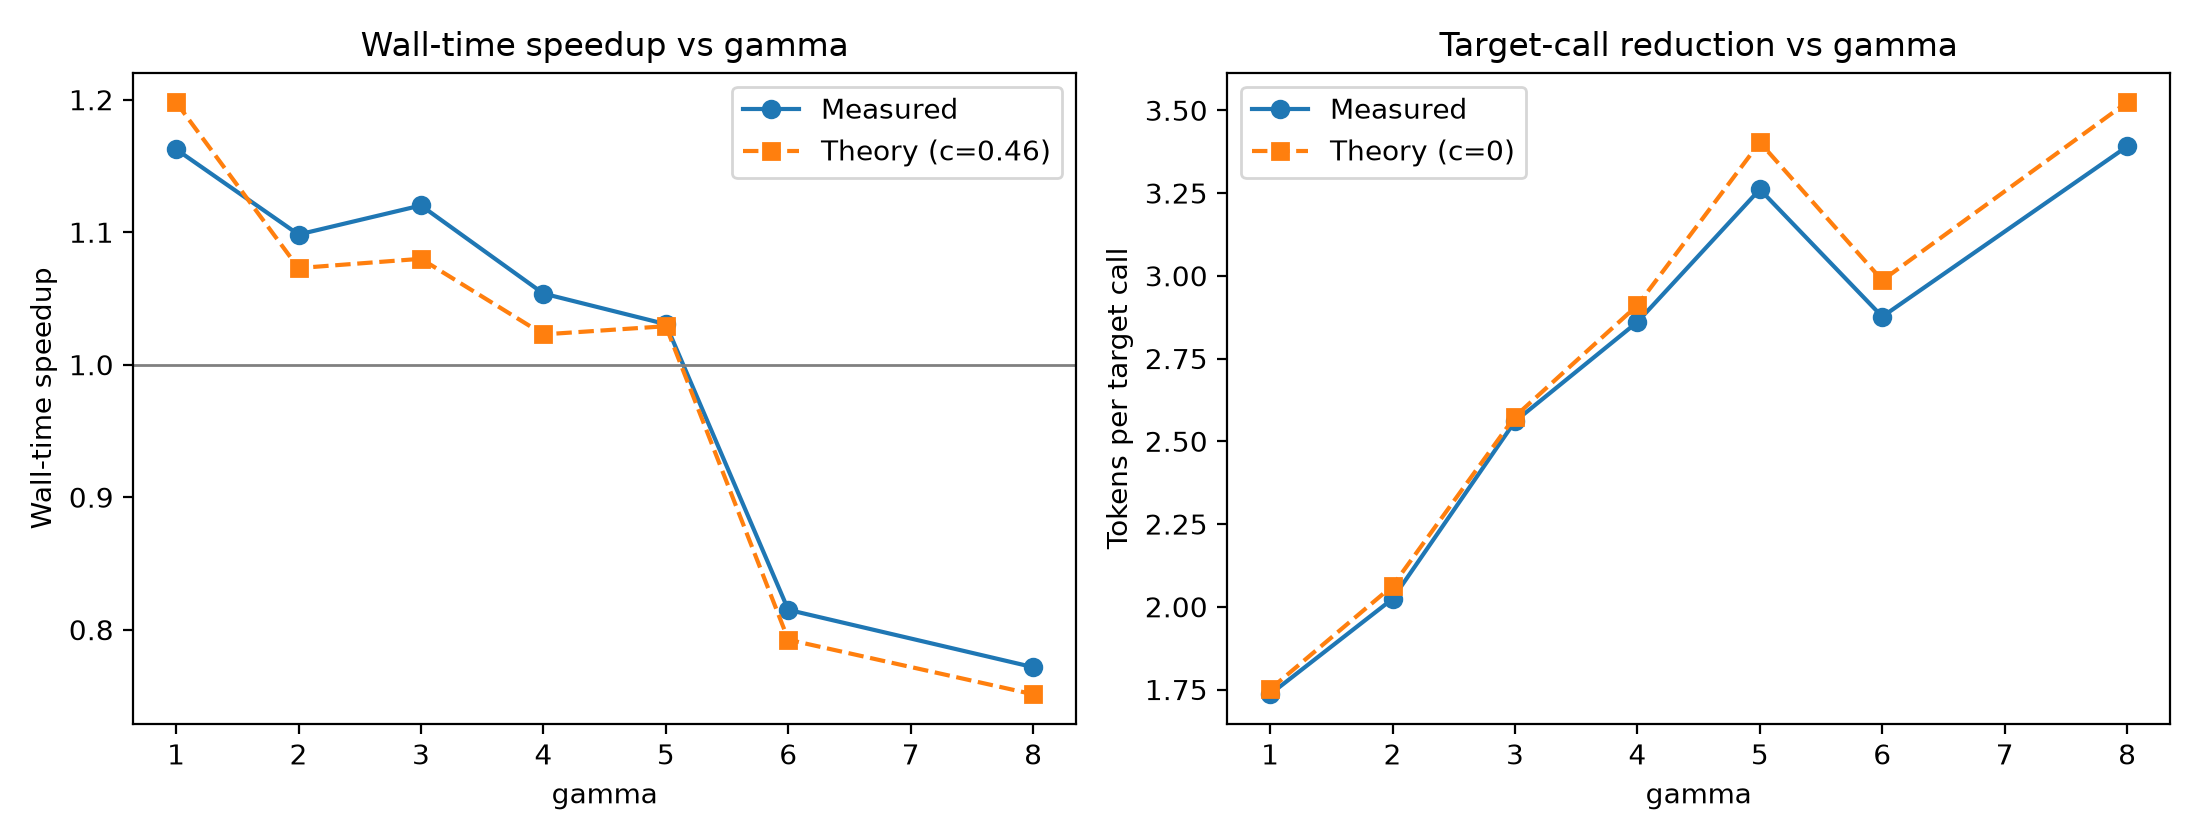 Wall-time speedup vs gamma
Wall-time speedup
1.2
1.1
1.0
0.9
0.8
Measured
Theory (c=0.46)
1 2 3 4 5 6 7 8
gamma
Target-call reduction vs gamma
Tokens per target call
3.50
3.25
3.00
2.75
2.50
2.25
2.00
1.75
Measured
Theory (c=0)
1 2 3 4 5 6 7 8
gamma